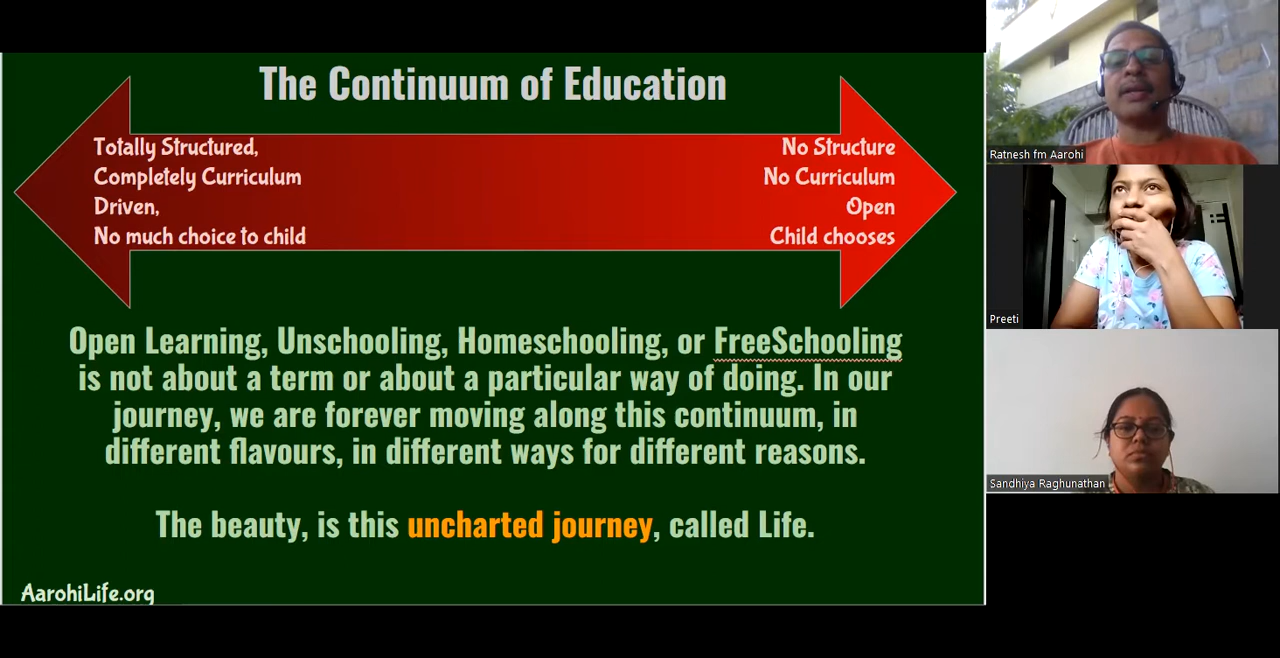 The Continuum of Education
Totally Structured,
Completely Curriculum
Driven,
No much choice to child
No Structure
No Curriculum
Open
Child chooses
Open Learning, Unschooling, Homeschooling, or FreeSchooling
is not about a term or about a particular way of doing. In our
journey, we are forever moving along this continuum, in
different flavours, in different ways for different reasons.
The beauty, is this uncharted journey, called Life.
AarohiLife.org
Ratnesh fm Aarohi
Preeti
Sandhiya Raghunathan